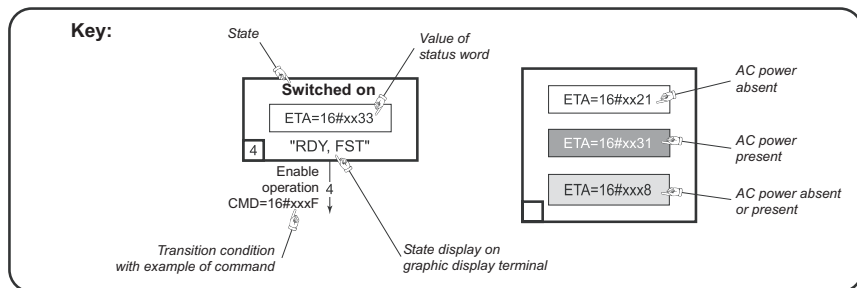 Key:
State
Value of
status word
Switched on
ETA=16#xx33
4
"RDY, FST"
Enable
operation
4
CMD=16#xxxF
Transition condition
with example of command
State display on
graphic display terminal
ETA=16#xx21
AC power
absent
ETA=16#xx31
AC power
present
ETA=16#xxx8
AC power absent
or present